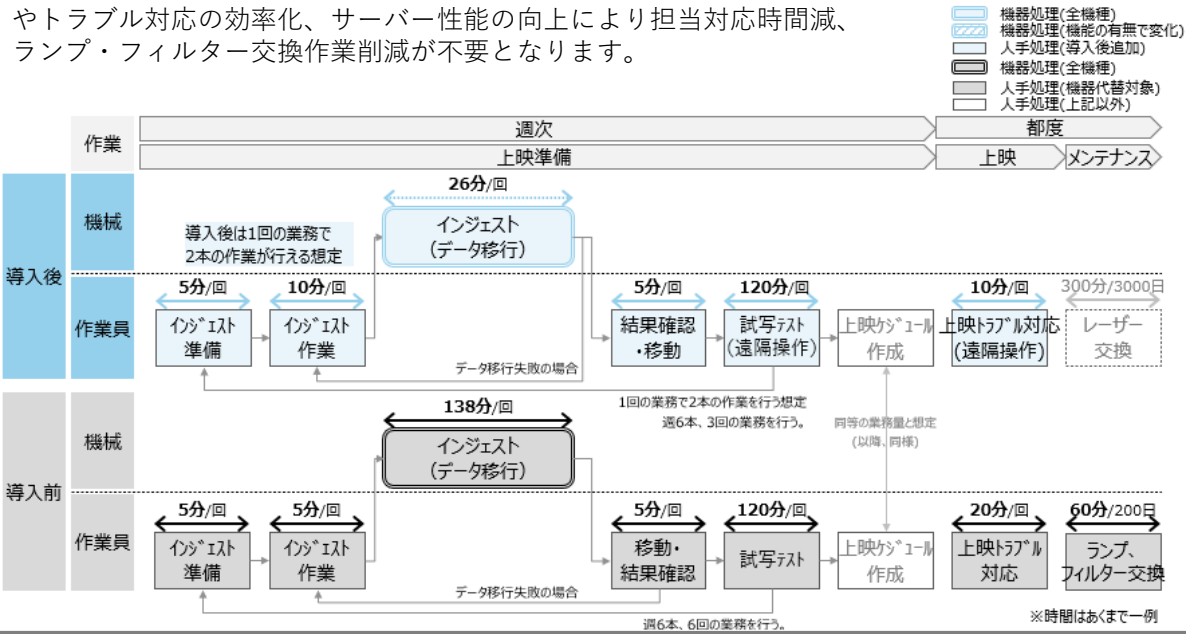 やトラブル対応の効率化、サーバー性能の向上により担当対応時間減、
ランプ・フィルター交換作業削減が不要となります。
機器処理(全機種)
機器処理(機能の有無で変化)
人手処理(導入後追加)
機器処理(全機種)
人手処理(機器代替対象)
人手処理(上記以外)
作業
週次
都度
上映準備
上映
メンテナンス
導入後
機械
導入後は1回の業務で
2本の作業が行える想定
26分/回
インジェスト
(データ移行)
作業員
5分/回
10分/回
5分/回
120分/回
10分/回
300分/3000日
インジェスト
準備
インジェスト
作業
結果確認
・移動
試写テスト
(遠隔操作)
上映ケジュール
作成
上映トラブル対応
(遠隔操作)
レーザー
交換
データ移行失敗の場合
1回の業務で2本の作業を行う想定
週6本、3回の業務を行う。
同等の業務量と想定
(以降、同様)
導入前
機械
138分/回
インジェスト
(データ移行)
作業員
5分/回
5分/回
5分/回
120分/回
20分/回
60分/200日
インジェスト
準備
インジェスト
作業
移動・
結果確認
試写テスト
上映ケジュール
作成
上映トラブル
対応
ランプ、
フィルター交換
データ移行失敗の場合
週6本、6回の業務を行う。
※時間はあくまで一例